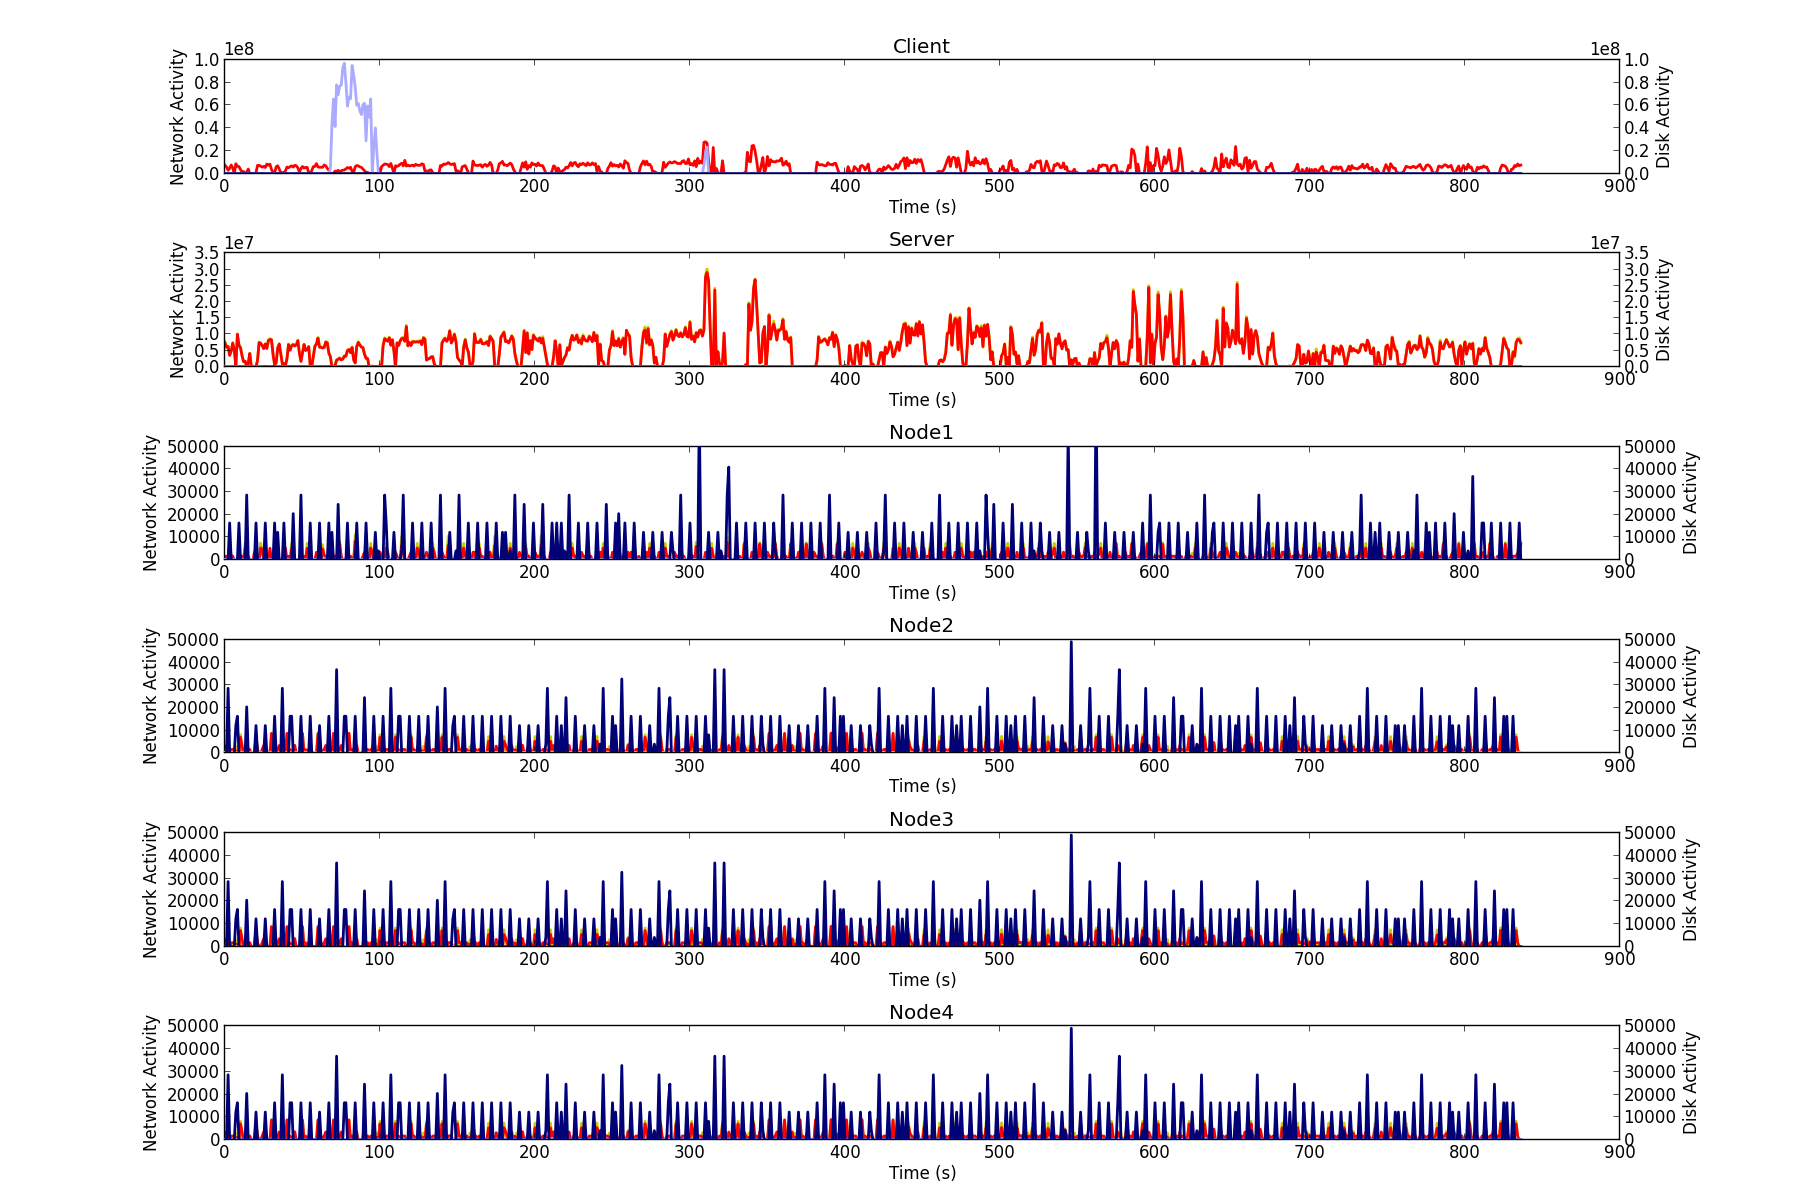 Client
1e8 1e8
Network Activity
1.0 0.8 0.6 0.4 0.2 0.0
0 100 200 300 400 500 600 700 800 900
1.0 0.8 0.6 0.4 0.2 0.0
Disk Activity
Time (s)
Server
1e7 1e7
Network Activity
3.5 3.0 2.5 2.0 1.5 1.0 0.5 0.0
0 100 200 300 400 500 600 700 800 900
3.5 3.0 2.5 2.0 1.5 1.0 0.5 0.0
Disk Activity
Time (s)
Node1
Network Activity
50000 40000 30000 20000 10000 0
0 100 200 300 400 500 600 700 800 900
50000 40000 30000 20000 10000 0
Disk Activity
Time (s)
Node2
Network Activity
50000 40000 30000 20000 10000 0
0 100 200 300 400 500 600 700 800 900
50000 40000 30000 20000 10000 0
Disk Activity
Time (s)
Node3
Network Activity
50000 40000 30000 20000 10000 0
0 100 200 300 400 500 600 700 800 900
50000 40000 30000 20000 10000 0
Disk Activity
Time (s)
Node4
Network Activity
50000 40000 30000 20000 10000 0
0 100 200 300 400 500 600 700 800 900
50000 40000 30000 20000 10000 0
Disk Activity
Time (s)